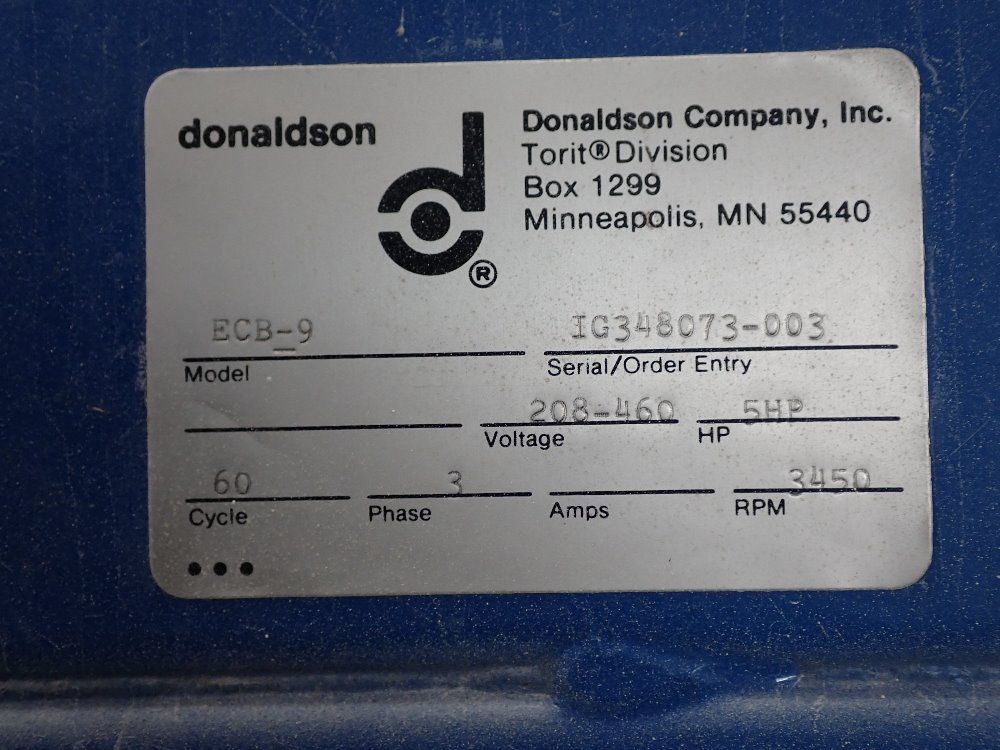 donaldson
d®
Donaldson Company, Inc.
Torit® Division
Box 1299
Minneapolis, MN 55440
ECB-9 IG348073-003
Model Serial/Order Entry
208-460 5HP
Voltage HP
60 3 3450
Cycle Phase Amps RPM